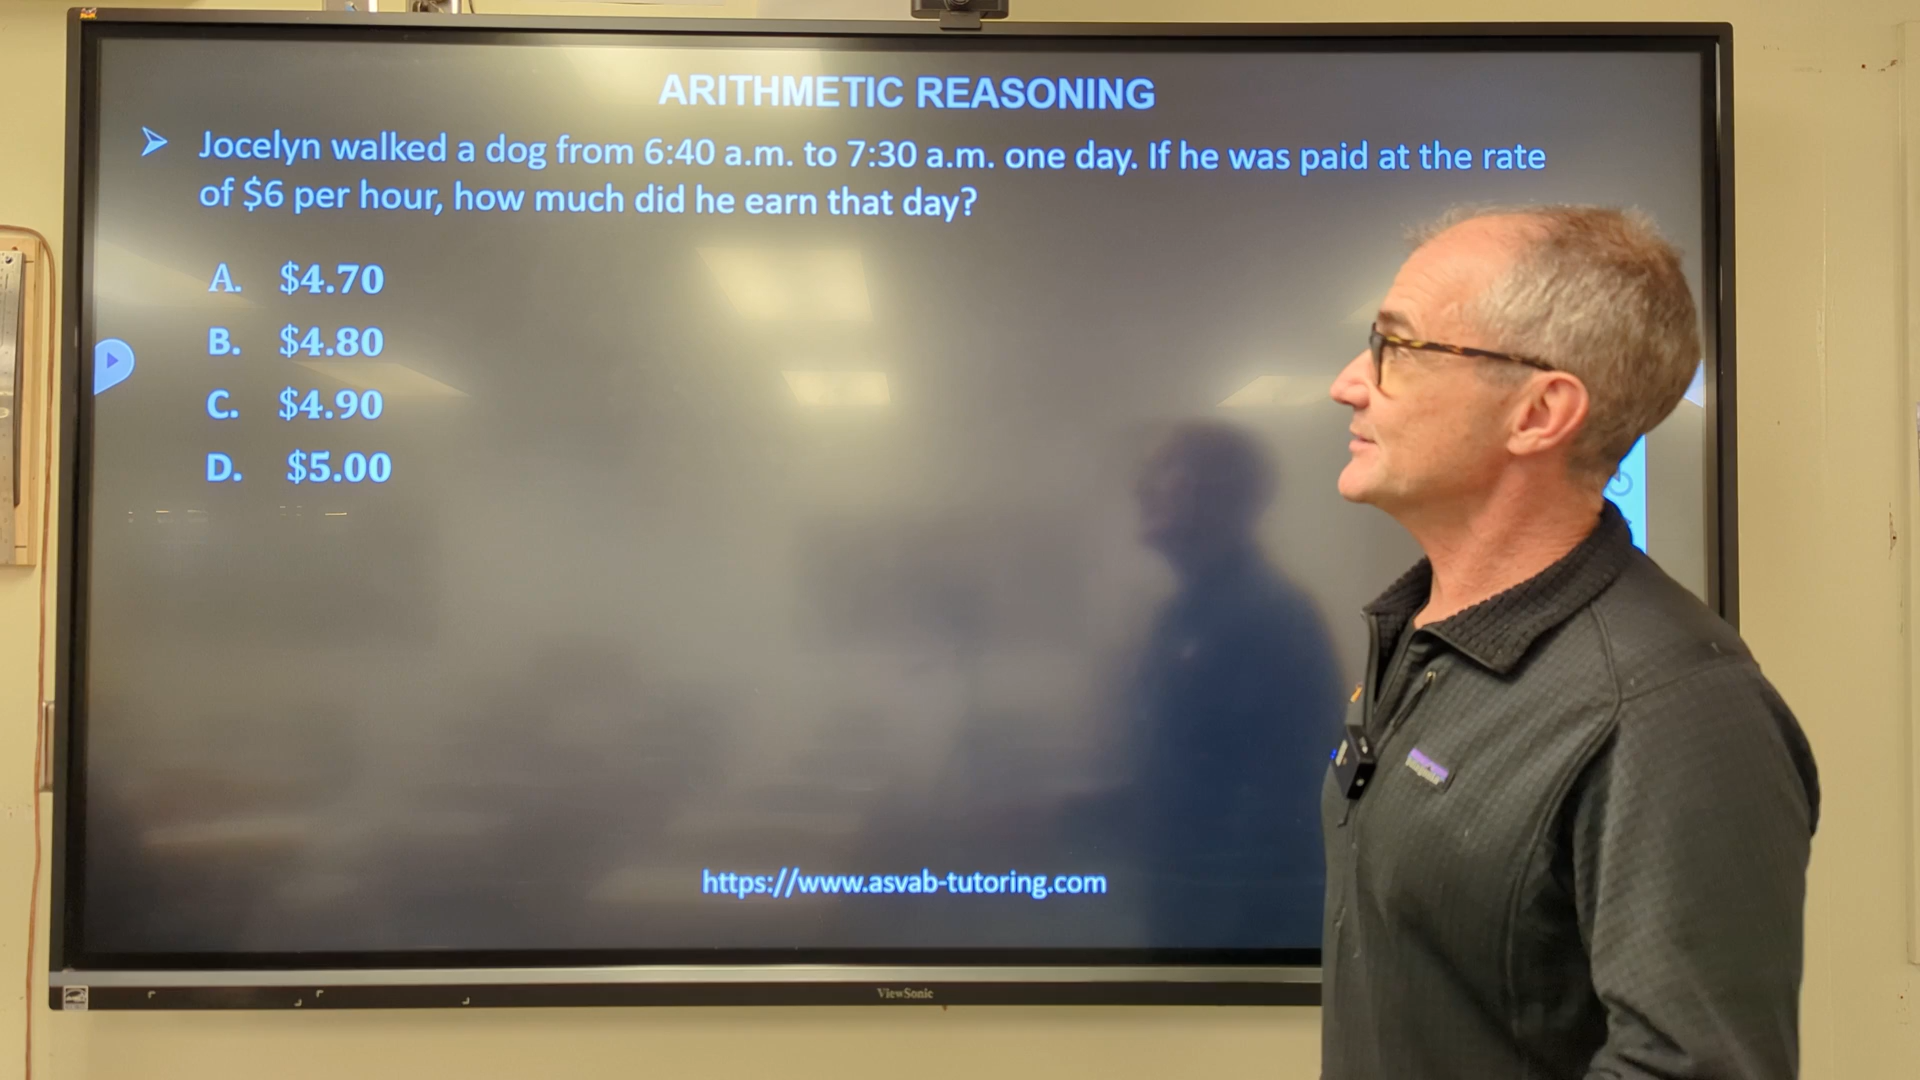 ARITHMETIC REASONING
➢ Jocelyn walked a dog from 6:40 a.m. to 7:30 a.m. one day. If he was paid at the rate
of $6 per hour, how much did he earn that day?
A. $4.70
B. $4.80
C. $4.90
D. $5.00
https://www.asvab-tutoring.com
ViewSonic